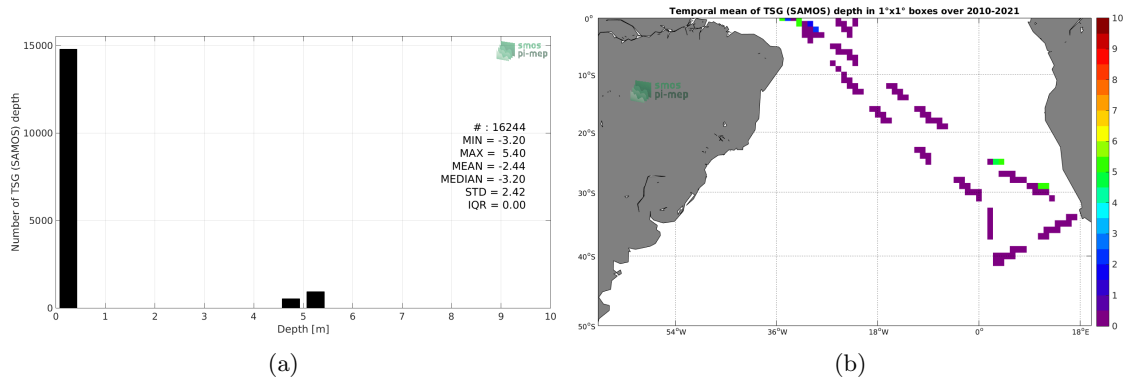 15000
10000
5000
0
0 1 2 3 4 5 6 7 8 9 10
Number of TSG (SAMOS) depth
Depth [m]
smos
pi-mep
# : 16244
MIN = -3.20
MAX = 5.40
MEAN = -2.44
MEDIAN = -3.20
STD = 2.42
IQR = 0.00
(a)
Temporal mean of TSG (SAMOS) depth in 1°x1° boxes over 2010-2021
0°
10°S
20°S
30°S
40°S
50°S
54°W 36°W 18°W 0° 18°E
smos
pi-mep
10
9
8
7
6
5
4
3
2
1
0
(b)